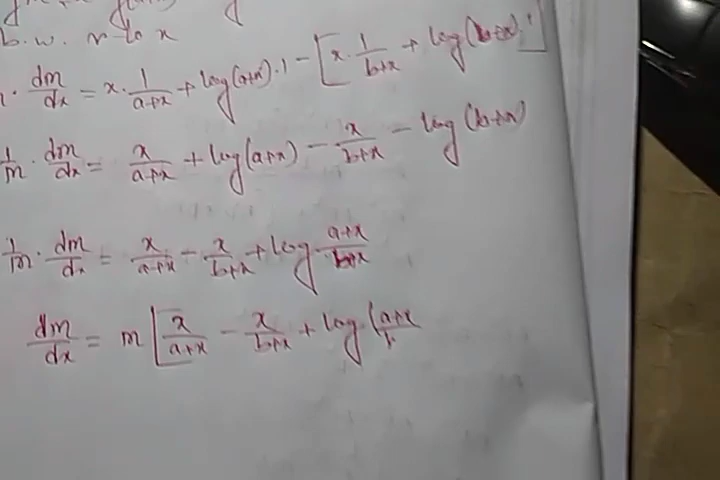 b. w. r to x
· dm/dx = x · 1/(a+x) + log(a+x) · 1 - [x · 1/(b+x) + log(b+x) · 1]
1/m · dm/dx = x/(a+x) + log(a+x) - x/(b+x) - log(b+x)
1/m · dm/dx = x/(a+x) - x/(b+x) + log (a+x)/(b+x)
dm/dx = m [x/(a+x) - x/(b+x) + log (a+x/b